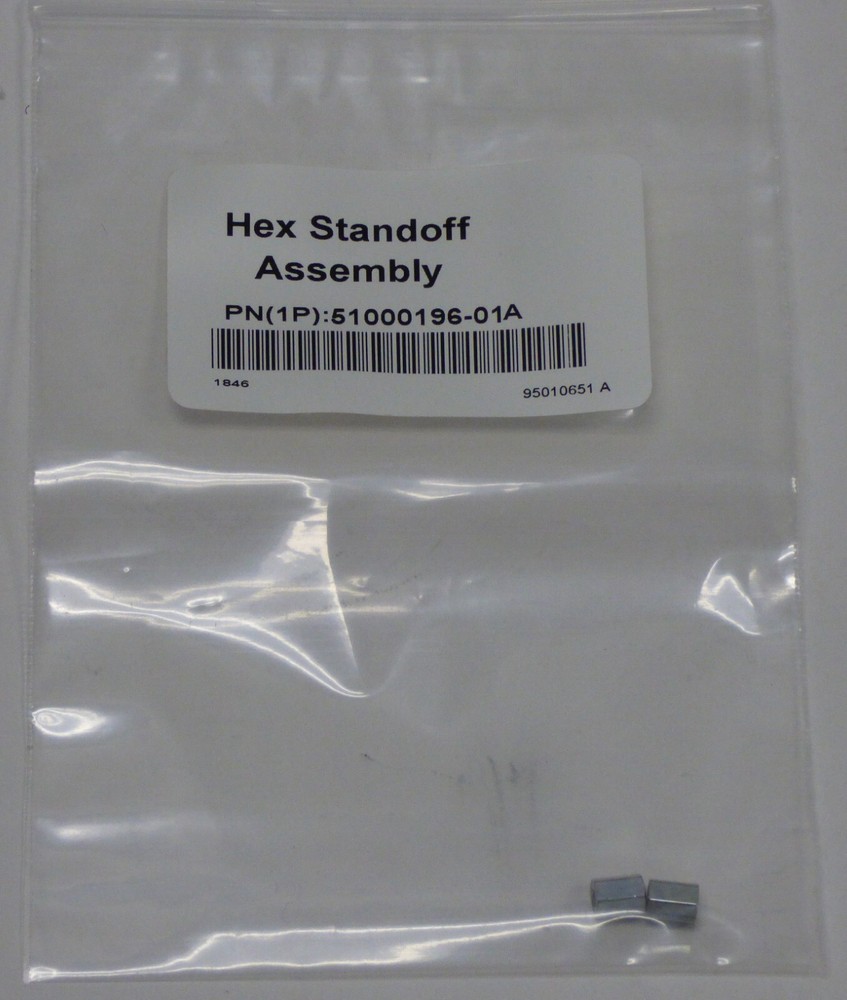 Hex Standoff
Assembly
PN(1P):51000196-01A
1846
95010651 A